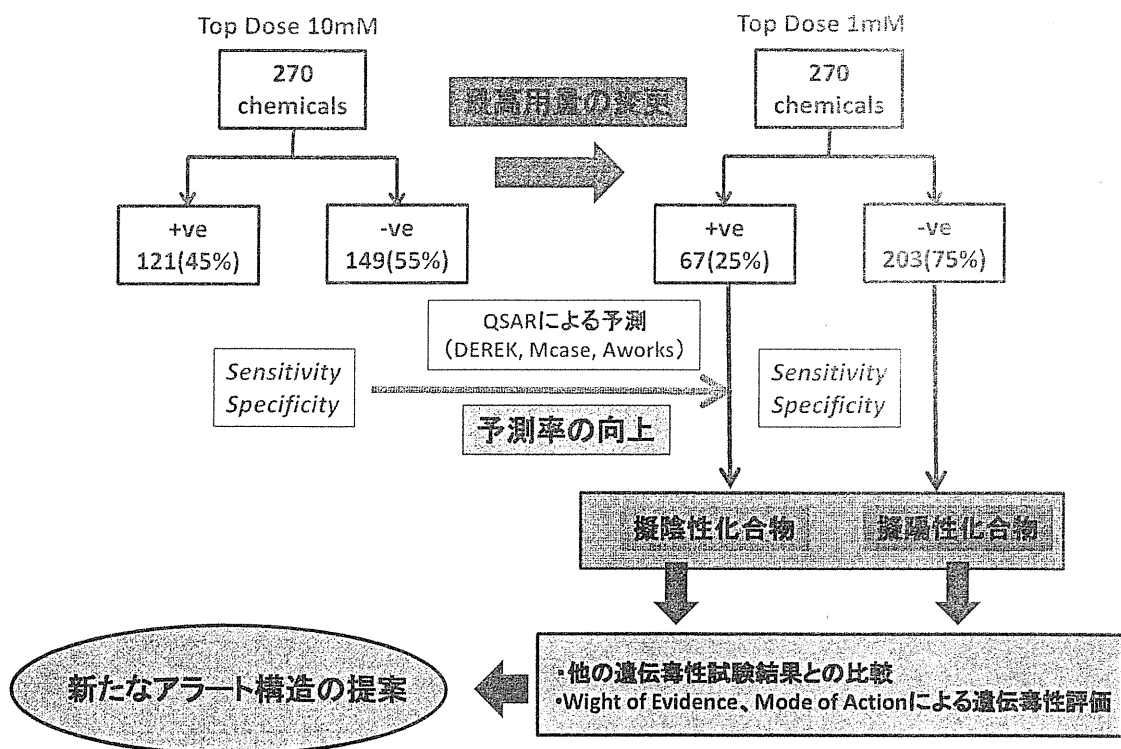 Top Dose 10mM
270
chemicals
+ve
121(45%)
-ve
149(55%)
最高用量の変更
Top Dose 1mM
270
chemicals
+ve
67(25%)
-ve
203(75%)
QSARによる予測
(DEREK, Mcase, Aworks)
Sensitivity
Specificity
予測率の向上
Sensitivity
Specificity
擬陰性化合物
擬陽性化合物
・他の遺伝毒性試験結果との比較
・Wight of Evidence、Mode of Actionによる遺伝毒性評価
新たなアラート構造の提案